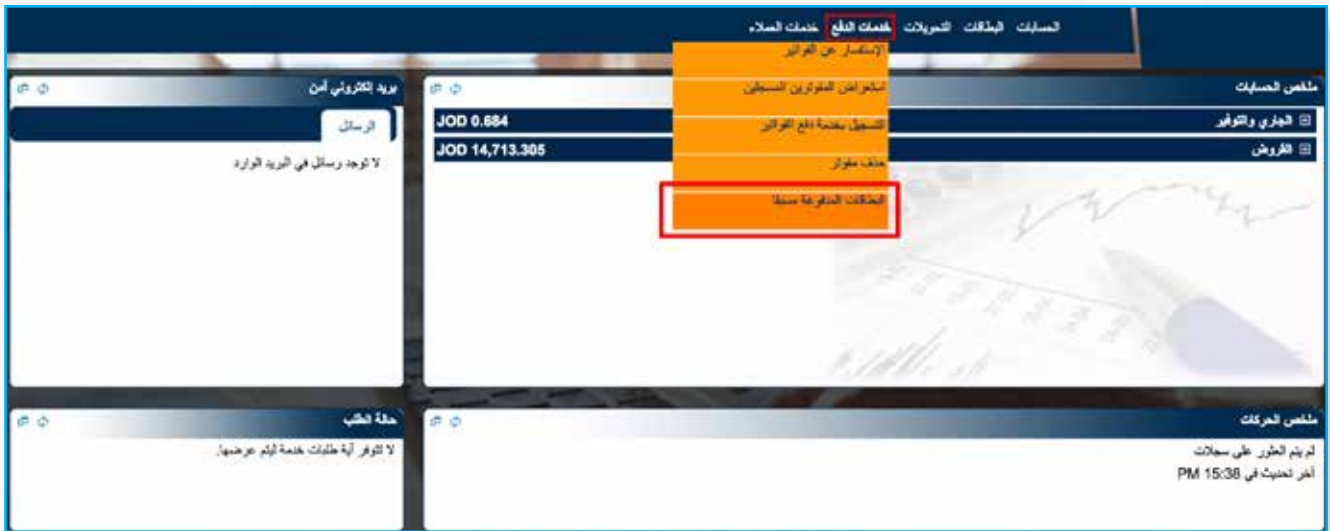 الحسابات البطاقات التحويلات خدمات الدفع خدمات العملاء
الإستفسار عن الفواتير
استعراض المفوترين المسجلين
التسجيل بخدمة دفع الفواتير
حذف مفوتر
البطاقات المدفوعة مسبقا
ملخص الحسابات
الجاري والتوفير JOD 0.684
القروض JOD 14,713.305
بريد إلكتروني آمن
الرسائل
لا توجد رسائل في البريد الوارد
ملخص الحركات
لم يتم العثور على سجلات
آخر تحديث في 15:38 PM
حالة الطلب
لا تتوفر أية طلبات خدمة ليتم عرضها.